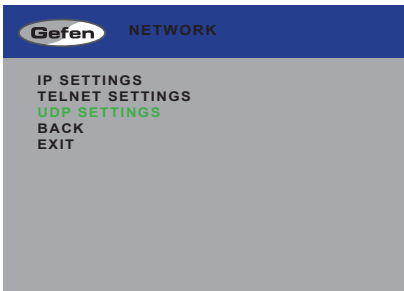 Gefen
NETWORK
IP SETTINGS
TELNET SETTINGS
UDP SETTINGS
BACK
EXIT